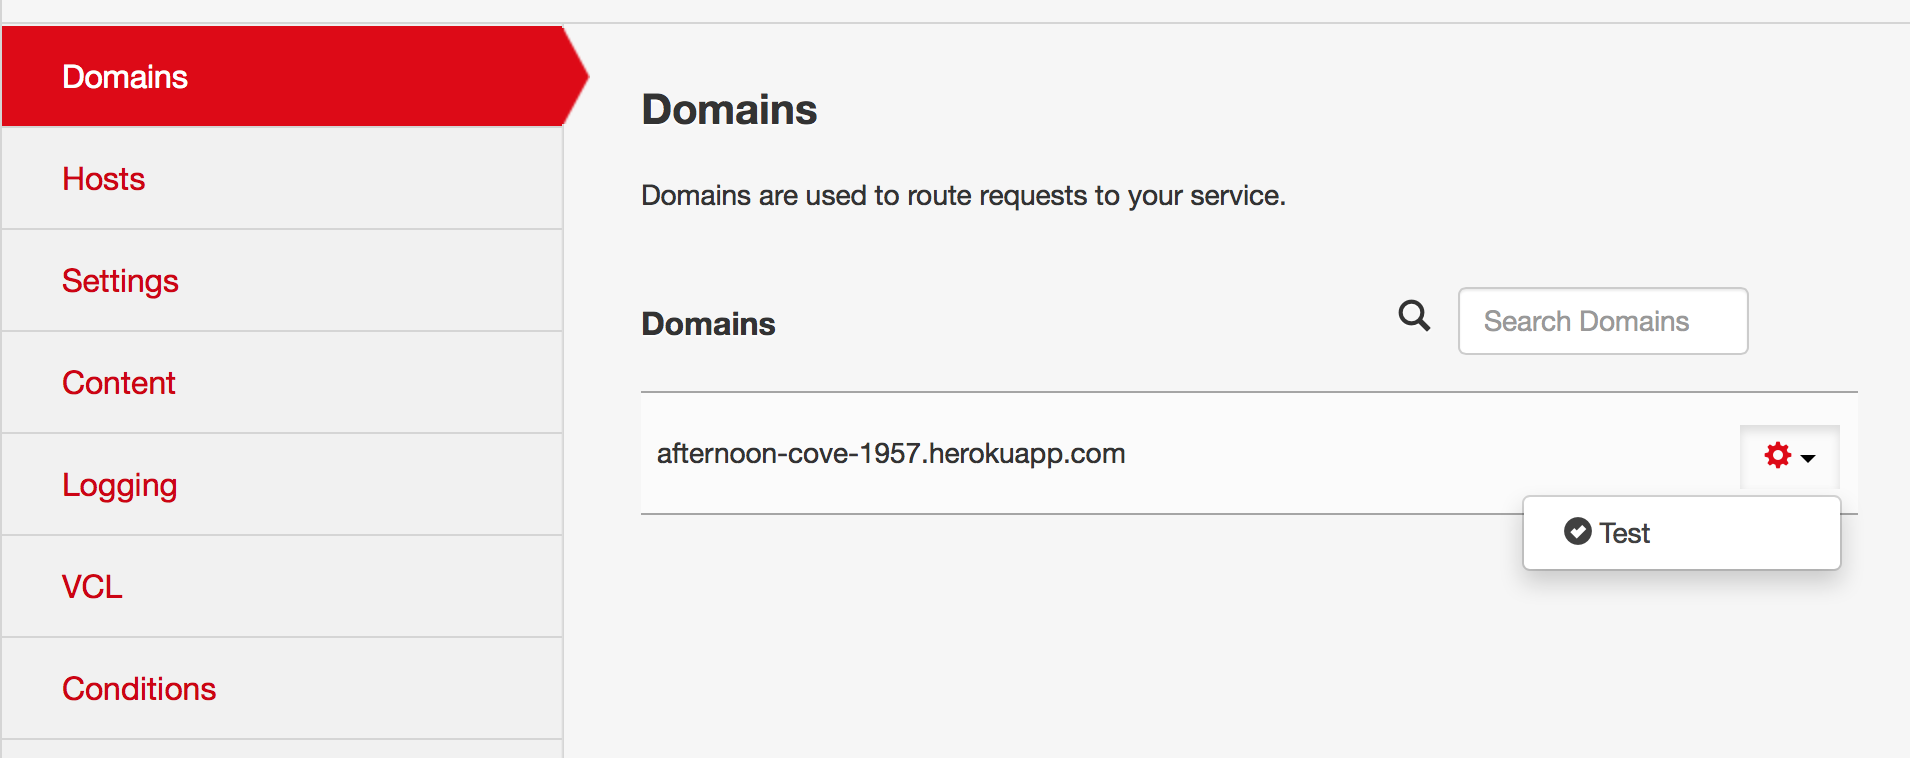 Domains
Hosts
Settings
Content
Logging
VCL
Conditions
Domains
Domains are used to route requests to your service.
Domains
Search Domains
afternoon-cove-1957.herokuapp.com
Test